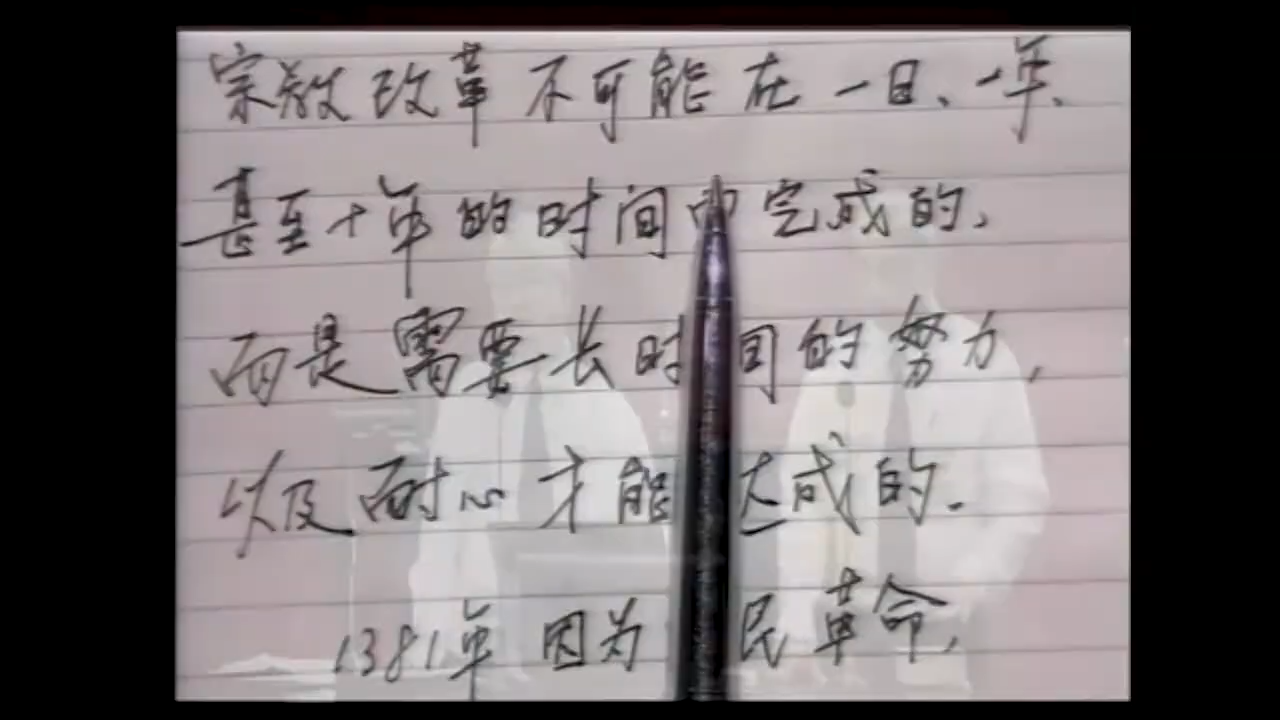 宗教改革不可能在一日、一年、
甚至十年的时间内完成的,
而是需要长时间的努力,
以及耐心才能达成的.
1381年因为 民革命,